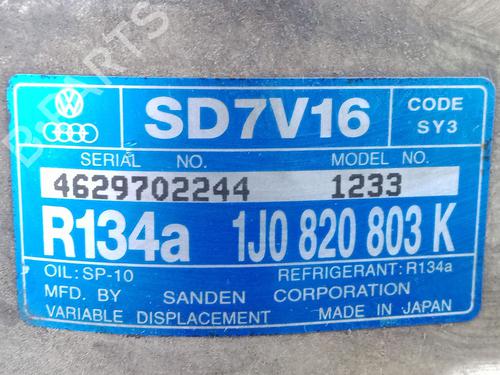 B-PARTS
SD7V16
CODE
SY3
SERIAL NO. MODEL NO.
4629702244 1233
R134a 1J0 820 803 K
OIL: SP-10 REFRIGERANT: R134a
MFD. BY SANDEN CORPORATION
VARIABLE DISPLACEMENT MADE IN JAPAN